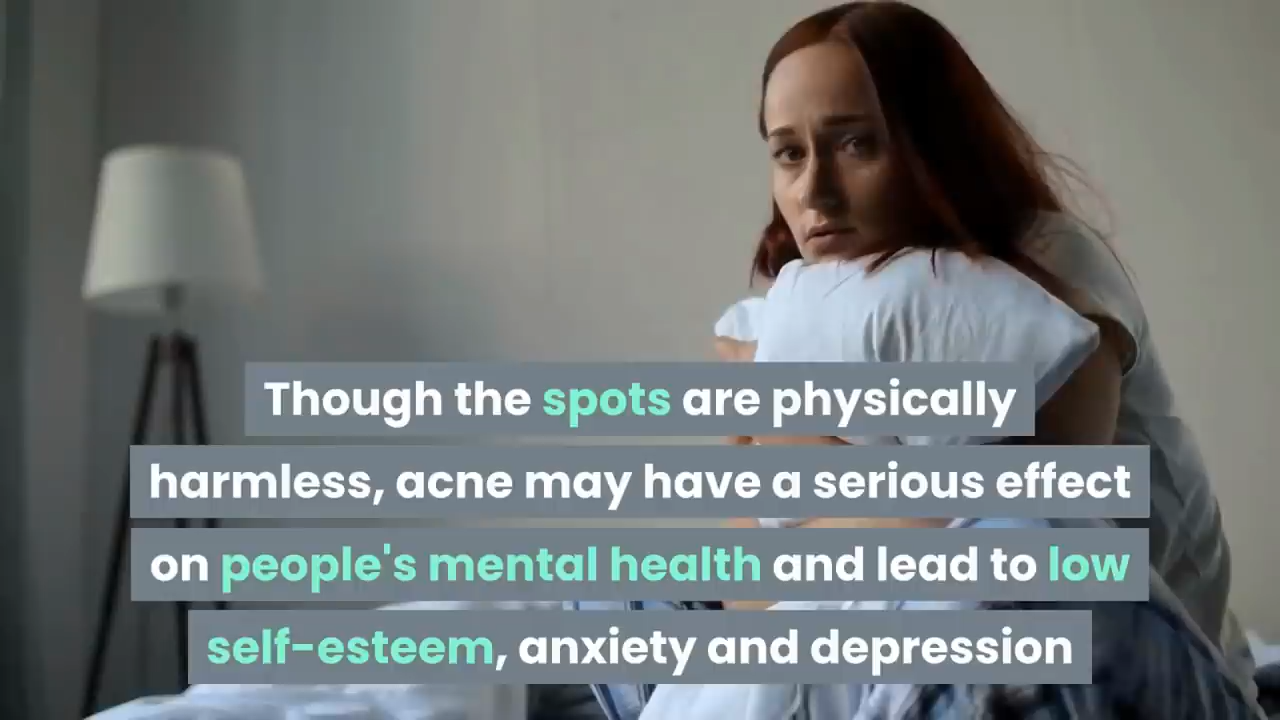 Though the spots are physically
harmless, acne may have a serious effect
on people's mental health and lead to low
self-esteem, anxiety and depression